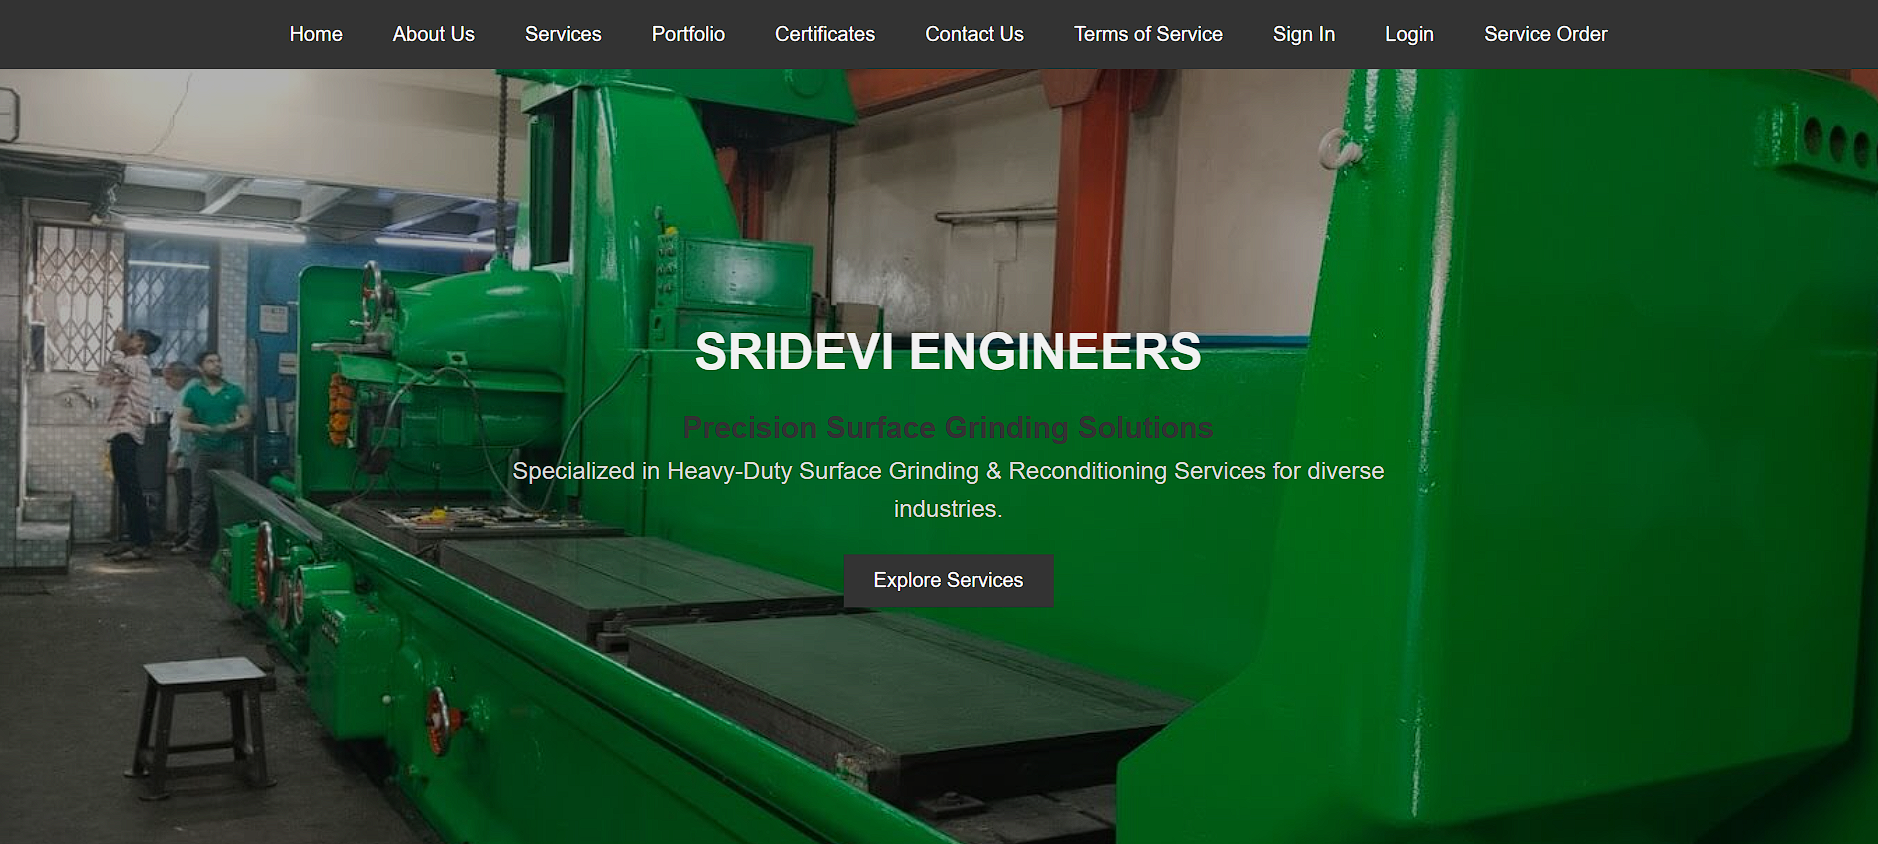 Home About Us Services Portfolio Certificates Contact Us Terms of Service Sign In Login Service Order
SRIDEVI ENGINEERS
Precision Surface Grinding Solutions
Specialized in Heavy-Duty Surface Grinding & Reconditioning Services for diverse
industries.
Explore Services